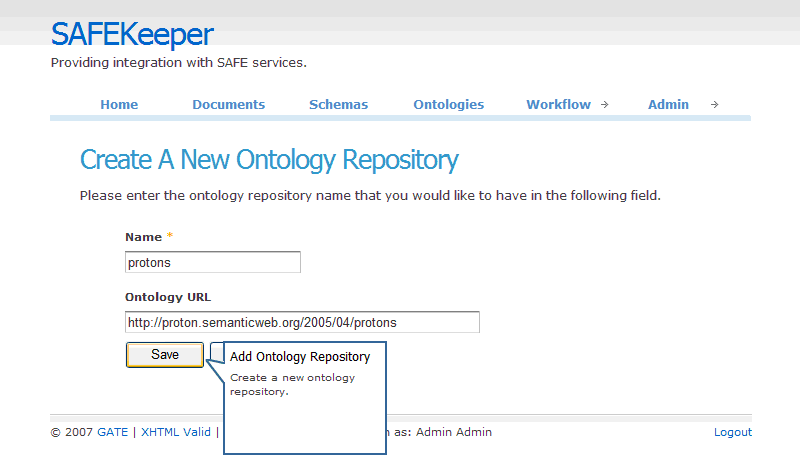 SAFEKeeper
Providing integration with SAFE services.
Home Documents Schemas Ontologies Workflow → Admin →
Create A New Ontology Repository
Please enter the ontology repository name that you would like to have in the following field.
Name *
protons
Ontology URL
http://proton.semanticweb.org/2005/04/protons
Save
Add Ontology Repository
Create a new ontology
repository.
© 2007 GATE | XHTML Valid | as: Admin Admin Logout